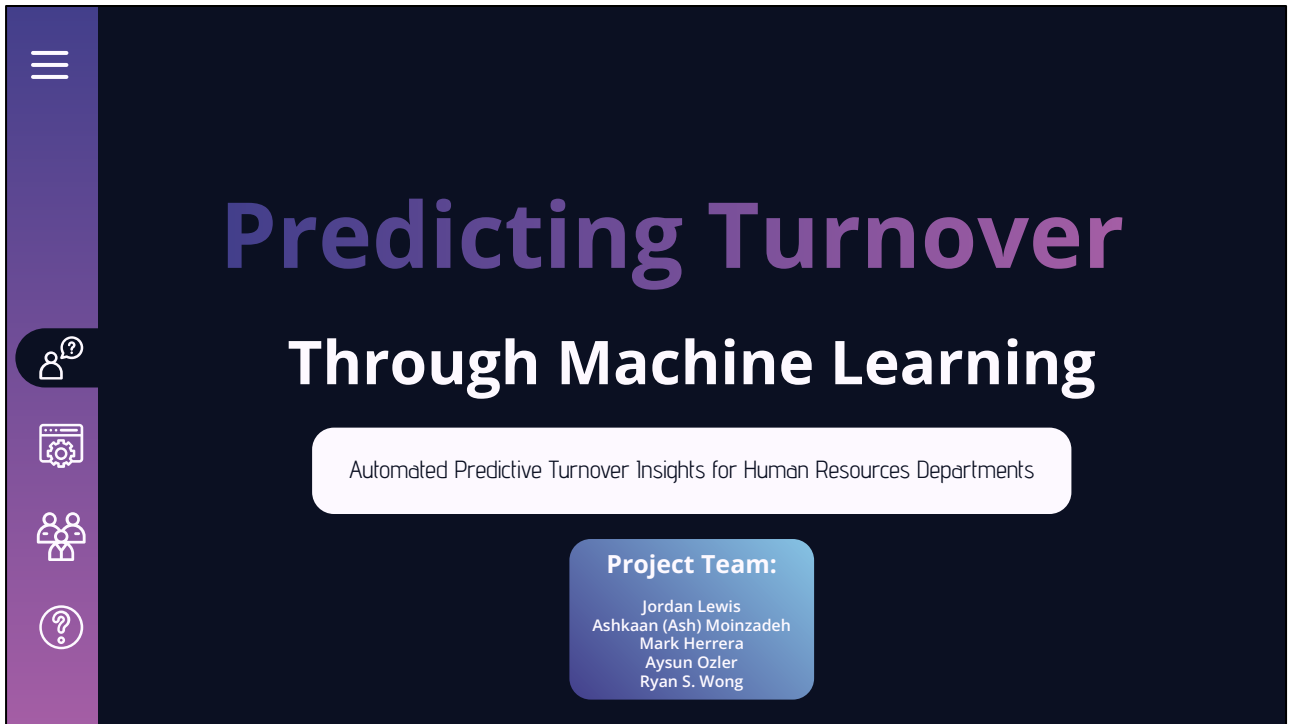 Predicting Turnover
Through Machine Learning
Automated Predictive Turnover Insights for Human Resources Departments
Project Team:
Jordan Lewis
Ashkaan (Ash) Moinzadeh
Mark Herrera
Aysun Ozler
Ryan S. Wong